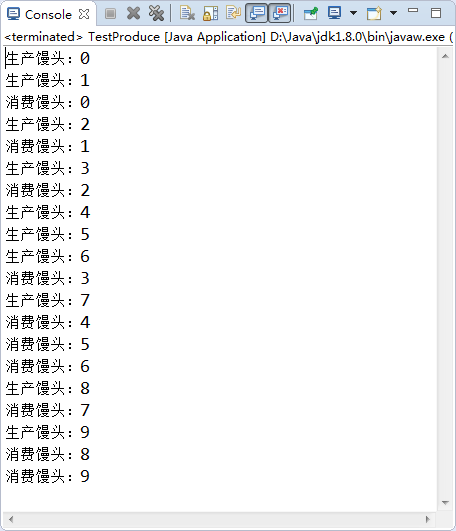 Console
<terminated> TestProduce [Java Application] D:\Java\jdk1.8.0\bin\javaw.exe (
生产馒头：0
生产馒头：1
消费馒头：0
生产馒头：2
消费馒头：1
生产馒头：3
消费馒头：2
生产馒头：4
生产馒头：5
生产馒头：6
消费馒头：3
生产馒头：7
消费馒头：4
消费馒头：5
消费馒头：6
生产馒头：8
消费馒头：7
生产馒头：9
消费馒头：8
消费馒头：9